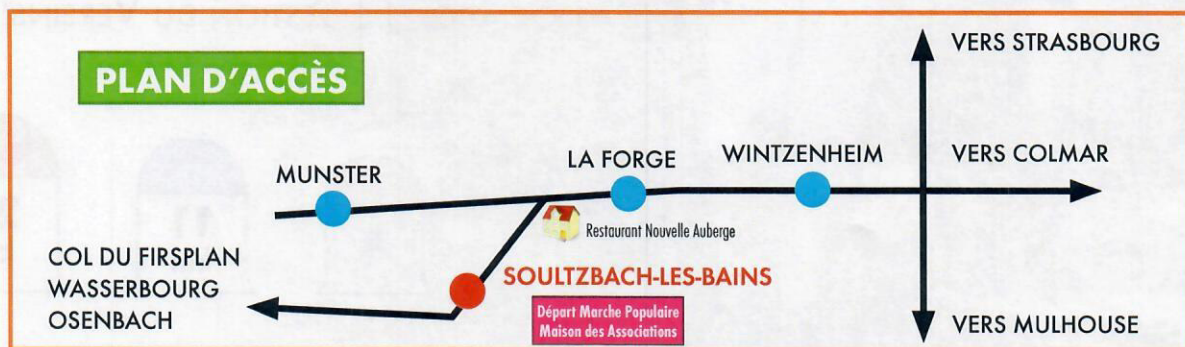 PLAN D'ACCÈS
VERS STRASBOURG
MUNSTER
LA FORGE
WINTZENHEIM
VERS COLMAR
Restaurant Nouvelle Auberge
COL DU FIRSPLAN
WASSERBOURG
OSENBACH
SOULTZBACH-LES-BAINS
Départ Marche Populaire
Maison des Associations
VERS MULHOUSE